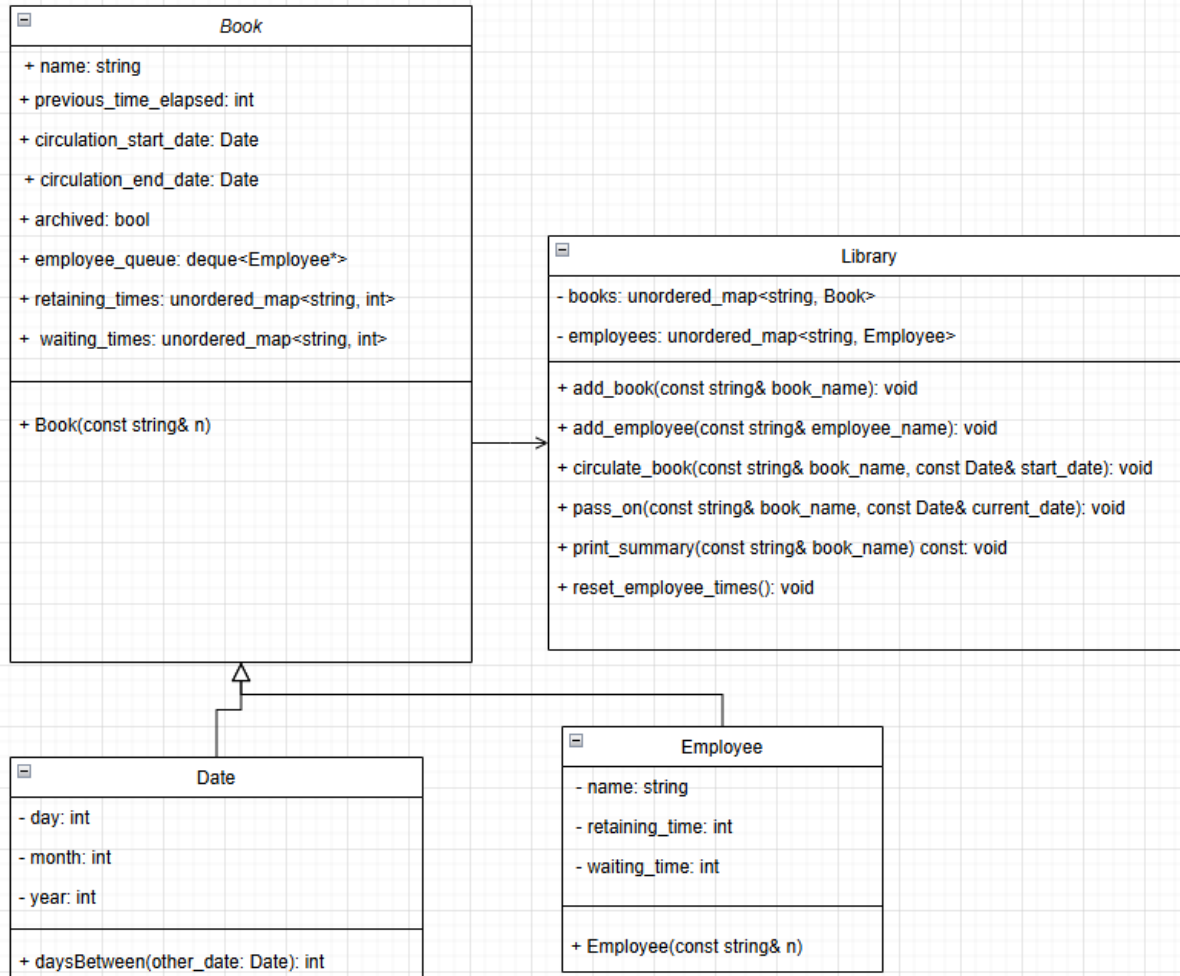 Book
+ name: string
+ previous_time_elapsed: int
+ circulation_start_date: Date
+ circulation_end_date: Date
+ archived: bool
+ employee_queue: deque<Employee*>
+ retaining_times: unordered_map<string, int>
+ waiting_times: unordered_map<string, int>
+ Book(const string& n)
Library
- books: unordered_map<string, Book>
- employees: unordered_map<string, Employee>
+ add_book(const string& book_name): void
+ add_employee(const string& employee_name): void
+ circulate_book(const string& book_name, const Date& start_date): void
+ pass_on(const string& book_name, const Date& current_date): void
+ print_summary(const string& book_name) const: void
+ reset_employee_times(): void
Date
- day: int
- month: int
- year: int
+ daysBetween(other_date: Date): int
Employee
- name: string
- retaining_time: int
- waiting_time: int
+ Employee(const string& n)